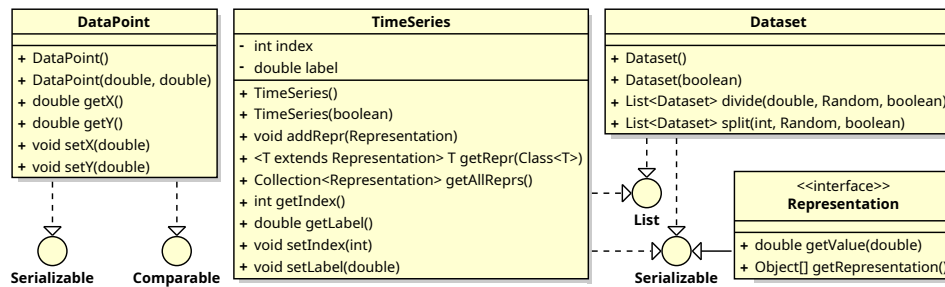 DataPoint
+ DataPoint()
+ DataPoint(double, double)
+ double getX()
+ double getY()
+ void setX(double)
+ void setY(double)
Serializable
Comparable
TimeSeries
- int index
- double label
+ TimeSeries()
+ TimeSeries(boolean)
+ void addRepr(Representation)
+ <T extends Representation> T getRepr(Class<T>)
+ Collection<Representation> getAllReprs()
+ int getIndex()
+ double getLabel()
+ void setIndex(int)
+ void setLabel(double)
Dataset
+ Dataset()
+ Dataset(boolean)
+ List<Dataset> divide(double, Random, boolean)
+ List<Dataset> split(int, Random, boolean)
List
Serializable
<<interface>>
Representation
+ double getValue(double)
+ Object[] getRepresentation()